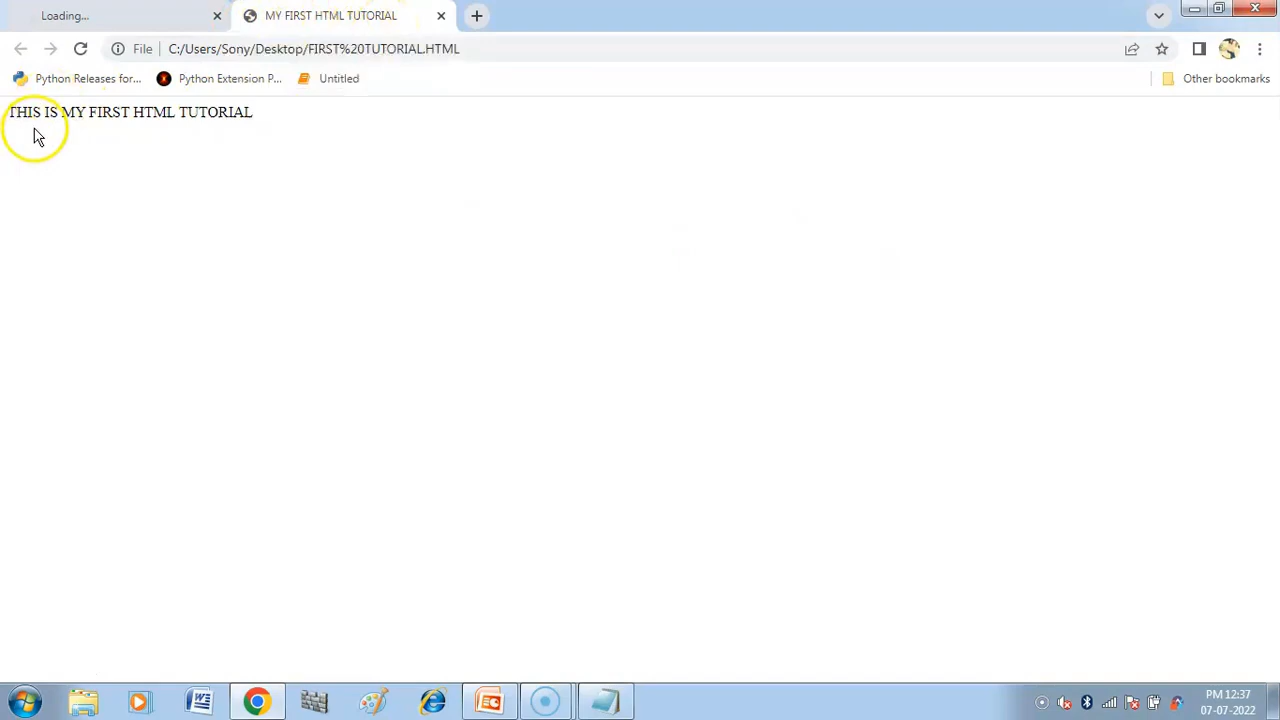 Loading...
MY FIRST HTML TUTORIAL
File
C:/Users/Sony/Desktop/FIRST%20TUTORIAL.HTML
Python Releases for...
Python Extension P...
Untitled
Other bookmarks
THIS IS MY FIRST HTML TUTORIAL
PM 12:37
07-07-2022